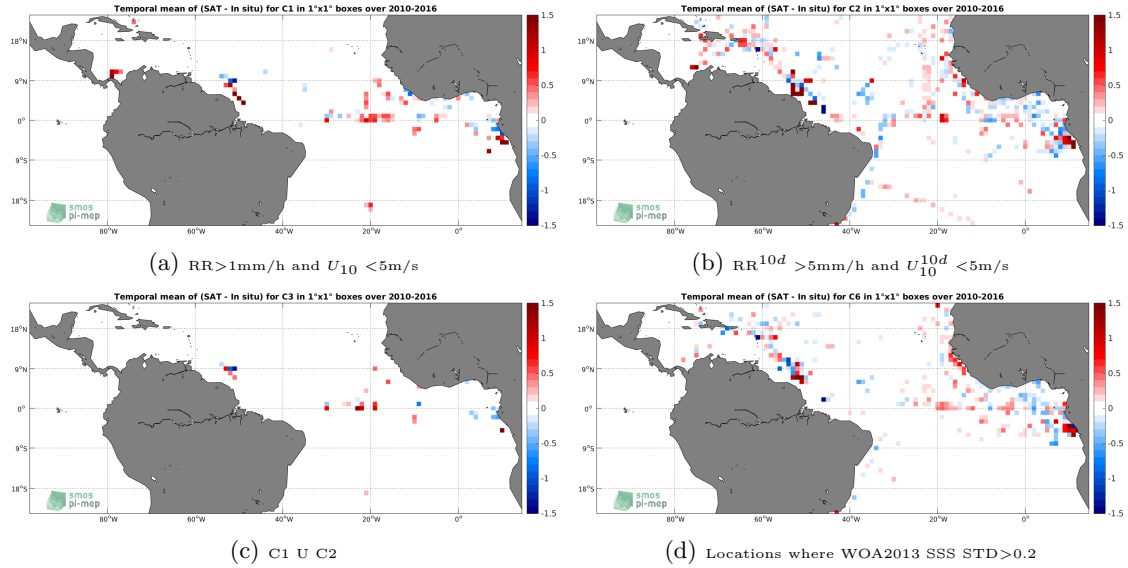 Temporal mean of (SAT - In situ) for C1 in 1°x1° boxes over 2010-2016
18°N
9°N
0°
9°S
18°S
80°W
60°W
40°W
20°W
0°
1.5
1
0.5
0
-0.5
-1
-1.5
smos
pi-mep
(a) RR>1mm/h and U10 <5m/s
Temporal mean of (SAT - In situ) for C2 in 1°x1° boxes over 2010-2016
18°N
9°N
0°
9°S
18°S
80°W
60°W
40°W
20°W
0°
1.5
1
0.5
0
-0.5
-1
-1.5
smos
pi-mep
(b) RR^10d >5mm/h and U10^10d <5m/s
Temporal mean of (SAT - In situ) for C3 in 1°x1° boxes over 2010-2016
18°N
9°N
0°
9°S
18°S
80°W
60°W
40°W
20°W
0°
1.5
1
0.5
0
-0.5
-1
-1.5
smos
pi-mep
(c) C1 U C2
Temporal mean of (SAT - In situ) for C6 in 1°x1° boxes over 2010-2016
18°N
9°N
0°
9°S
18°S
80°W
60°W
40°W
20°W
0°
1.5
1
0.5
0
-0.5
-1
-1.5
smos
pi-mep
(d) Locations where WOA2013 SSS STD>0.2